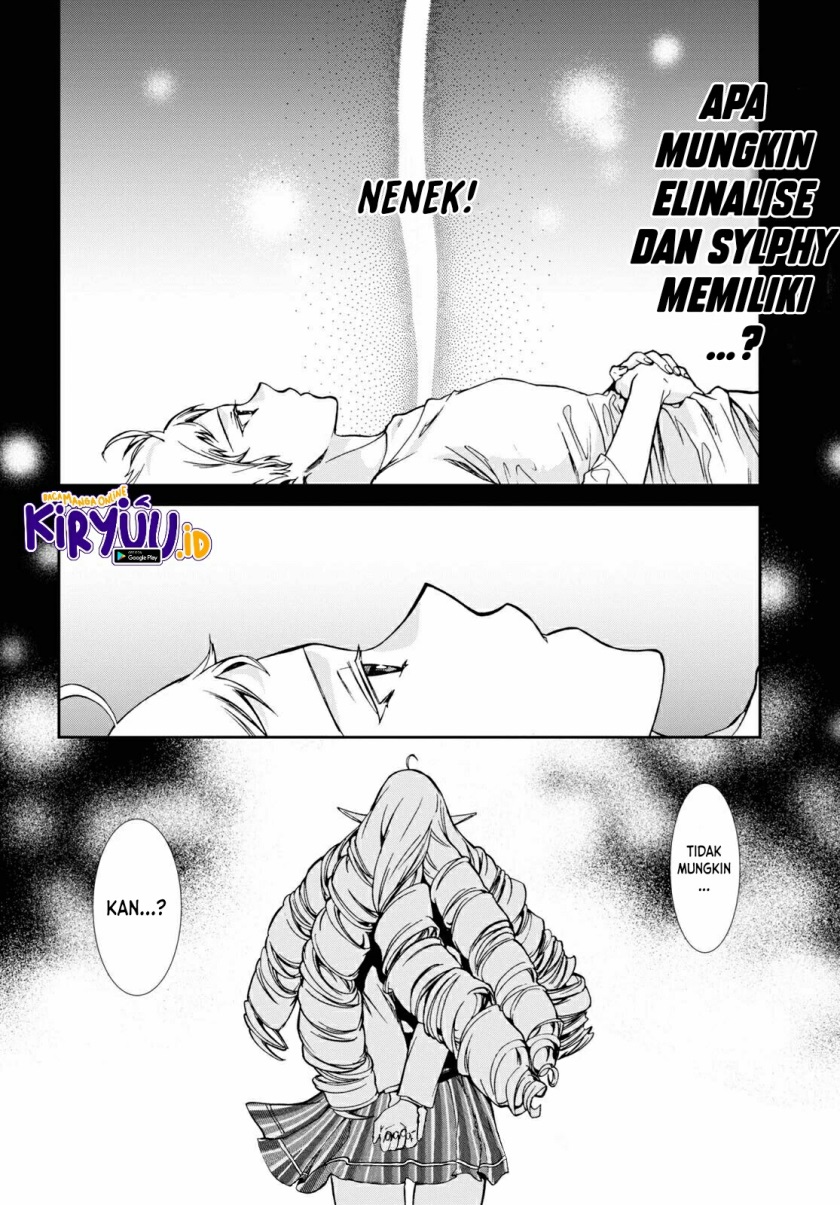 APA
MUNGKIN
ELINALISE
DAN SYLPHY
MEMILIKI
...?
NENEK!
BACA MANGA ONLINE
KIRYUU.ID
Google Play
TIDAK
MUNGKIN
...
KAN...?